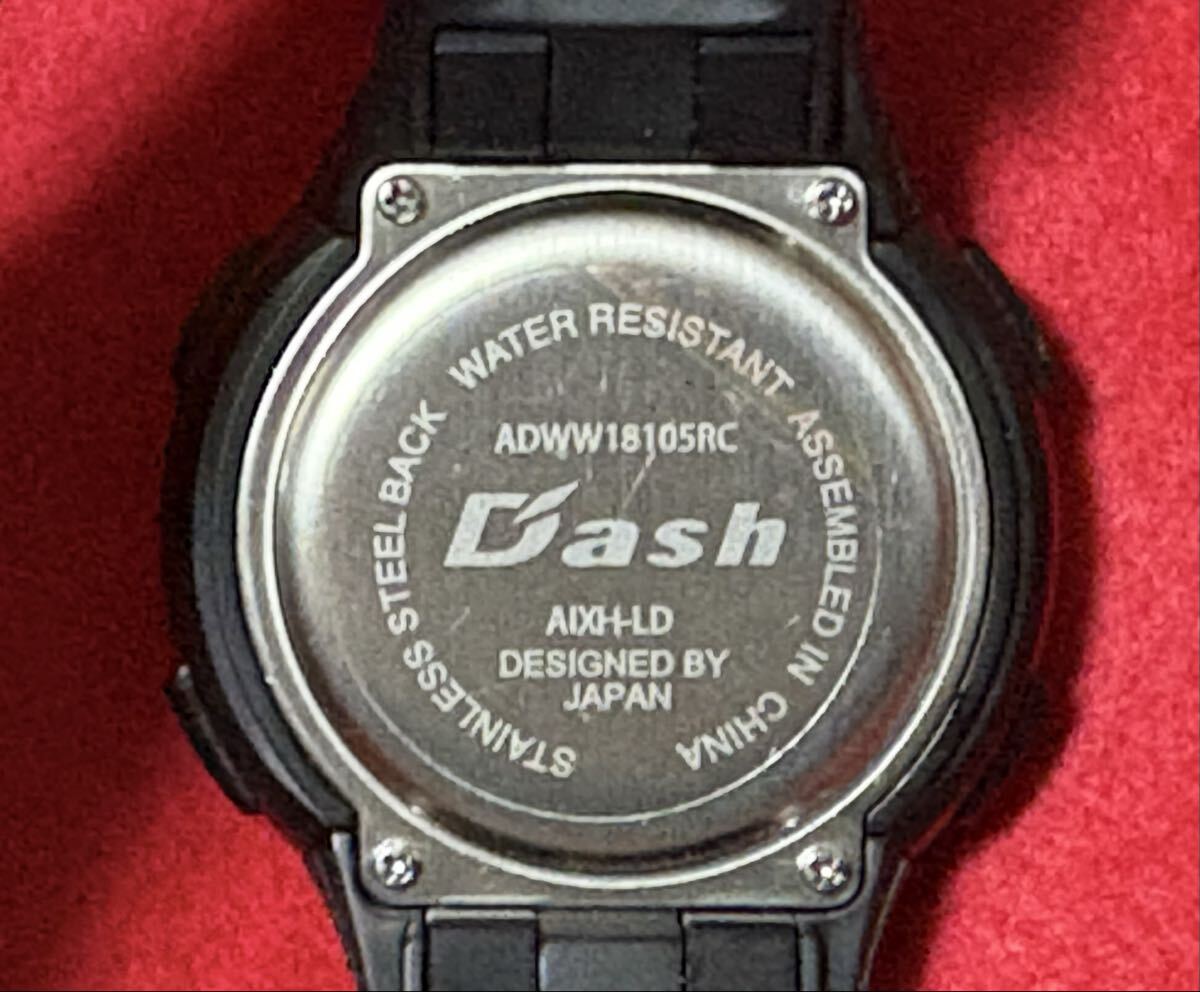 STAINLESS STEEL BACK WATER RESISTANT ASSEMBLED IN CHINA
ADWW18105RC
Dash
AIXH-LD
DESIGNED BY
JAPAN